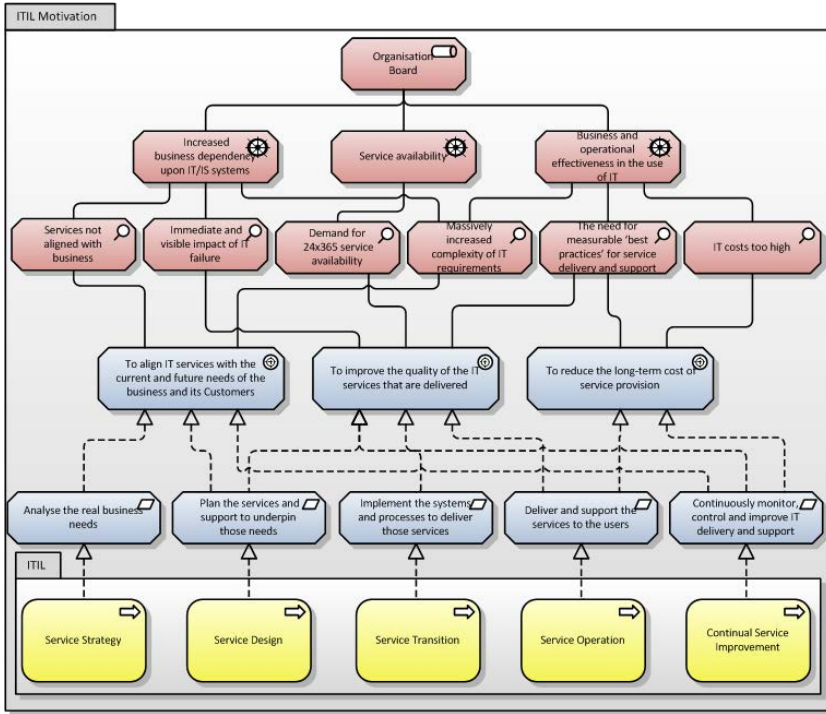 ITIL Motivation
Organisation
Board
Increased
business dependency
upon IT/IS systems
Service availability
Business and
operational
effectiveness in the use
of IT
Services not
aligned with
business
Immediate and
visible impact of IT
failure
Demand for
24x365 service
availability
Massively
increased
complexity of IT
requirements
The need for
measurable ‘best
practices’ for service
delivery and support
IT costs too high
To align IT services with the
current and future needs of the
business and its Customers
To improve the quality of the IT
services that are delivered
To reduce the long-term cost of
service provision
Analyse the real business
needs
Plan the services and
support to underpin
those needs
Implement the systems
and processes to deliver
those services
Deliver and support the
services to the users
Continuously monitor,
control and improve IT
delivery and support
ITIL
Service Strategy
Service Design
Service Transition
Service Operation
Continual Service
Improvement